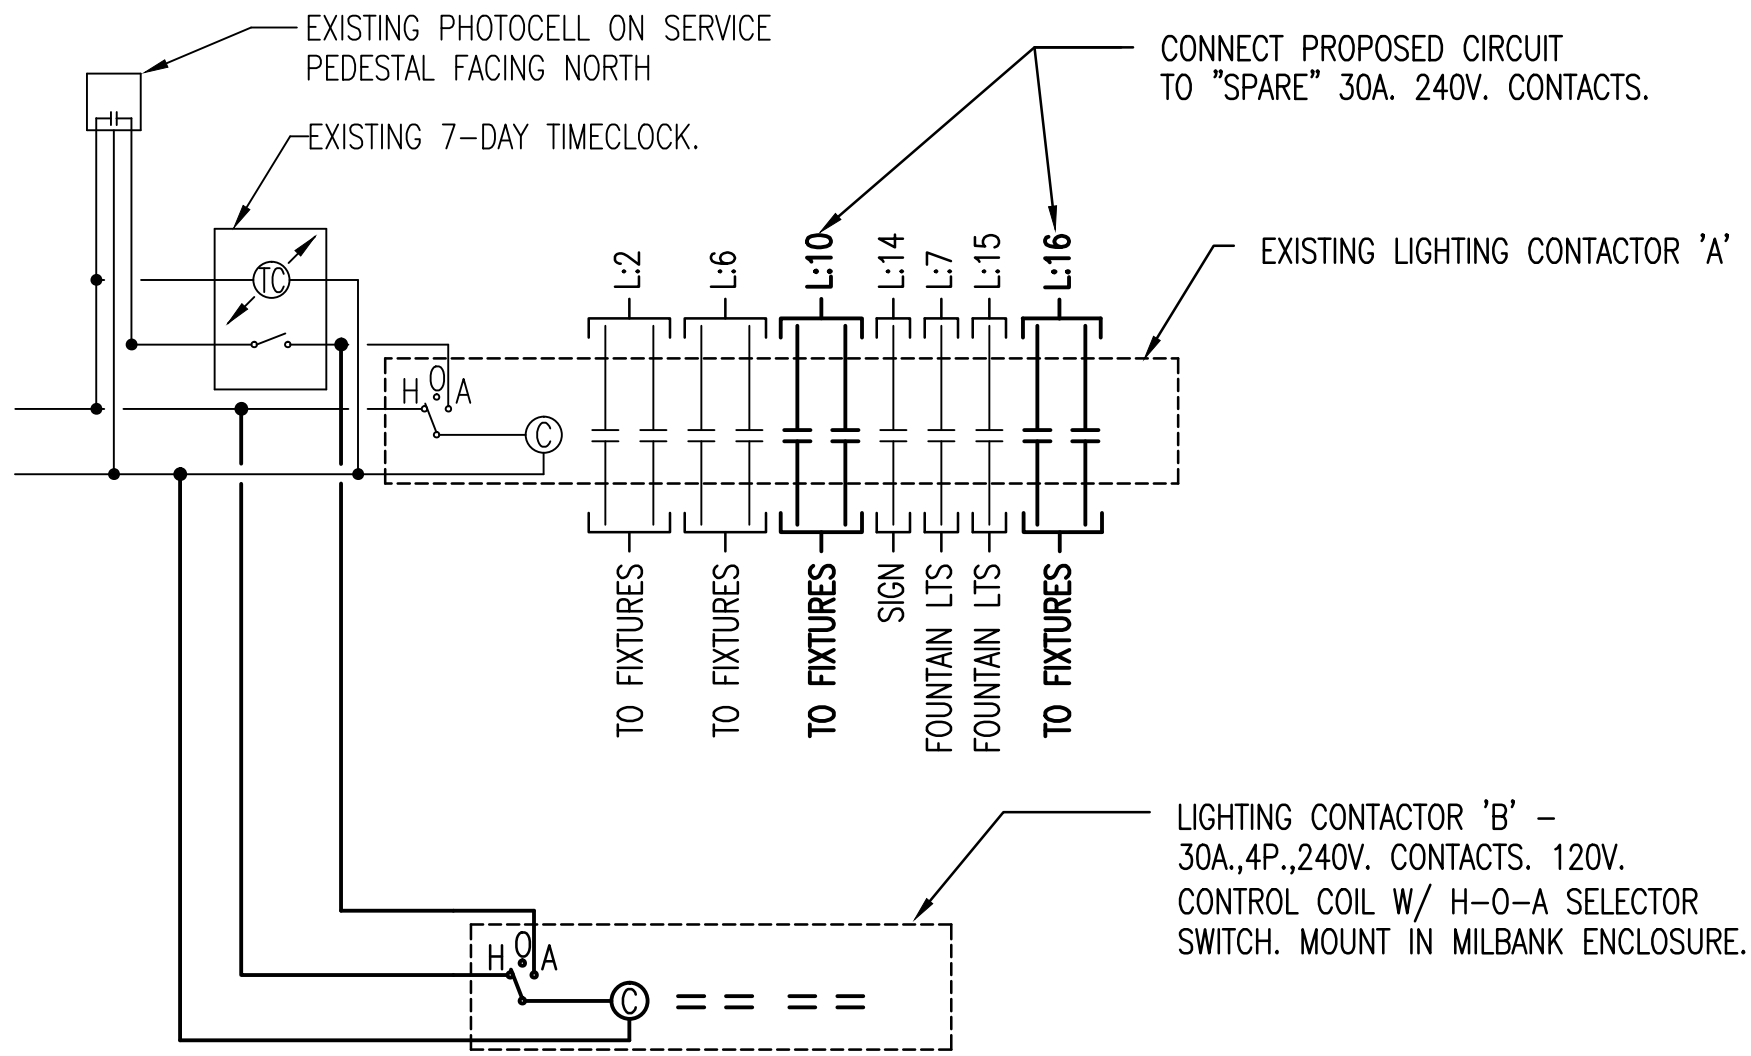 EXISTING PHOTOCELL ON SERVICE
PEDESTAL FACING NORTH
CONNECT PROPOSED CIRCUIT
TO "SPARE" 30A. 240V. CONTACTS.
EXISTING 7-DAY TIMECLOCK.
TC
L:2
L:6
L:10
L:14
L:7
L:15
L:16
EXISTING LIGHTING CONTACTOR 'A'
H O A
C
TO FIXTURES
TO FIXTURES
TO FIXTURES
SIGN
FOUNTAIN LTS
FOUNTAIN LTS
TO FIXTURES
LIGHTING CONTACTOR 'B' -
30A.,4P.,240V. CONTACTS. 120V.
CONTROL COIL W/ H-O-A SELECTOR
SWITCH. MOUNT IN MILBANK ENCLOSURE.
H O A
C